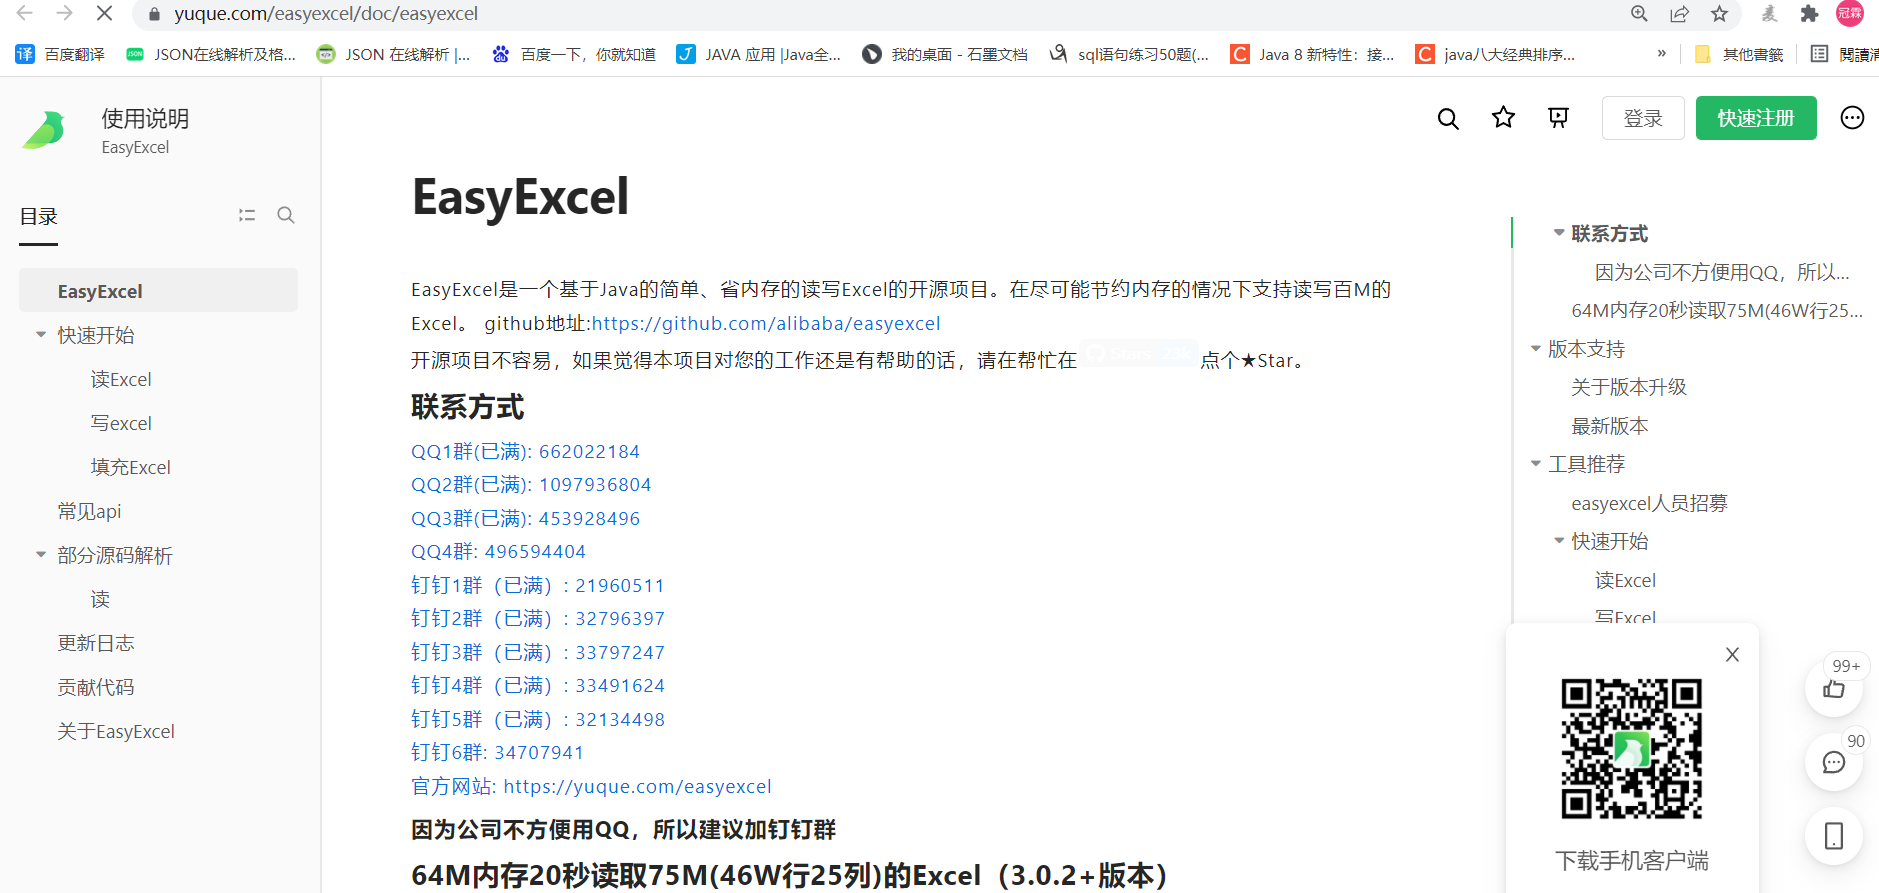 yuque.com/easyexcel/doc/easyexcel
冠霖
译 百度翻译 JSON JSON在线解析及格... JSON 在线解析 |... 百度一下，你就知道 J JAVA 应用 |Java全... 我的桌面 - 石墨文档 sql语句练习50题(... C Java 8 新特性：接... C java八大经典排序... » 其他書籤 閱讀清
使用说明
EasyExcel
登录 快速注册
目录
EasyExcel
快速开始
读Excel
写excel
填充Excel
常见api
部分源码解析
读
更新日志
贡献代码
关于EasyExcel
EasyExcel
EasyExcel是一个基于Java的简单、省内存的读写Excel的开源项目。在尽可能节约内存的情况下支持读写百M的
Excel。 github地址:https://github.com/alibaba/easyexcel
开源项目不容易，如果觉得本项目对您的工作还是有帮助的话，请在帮忙在 Stars 点个★Star。
联系方式
QQ1群(已满): 662022184
QQ2群(已满): 1097936804
QQ3群(已满): 453928496
QQ4群: 496594404
钉钉1群（已满）: 21960511
钉钉2群（已满）: 32796397
钉钉3群（已满）: 33797247
钉钉4群（已满）: 33491624
钉钉5群（已满）: 32134498
钉钉6群: 34707941
官方网站: https://yuque.com/easyexcel
因为公司不方便用QQ，所以建议加钉钉群
64M内存20秒读取75M(46W行25列)的Excel（3.0.2+版本）
联系方式
因为公司不方便用QQ，所以...
64M内存20秒读取75M(46W行25...
版本支持
关于版本升级
最新版本
工具推荐
easyexcel人员招募
快速开始
读Excel
写Excel
下载手机客户端
99+
90